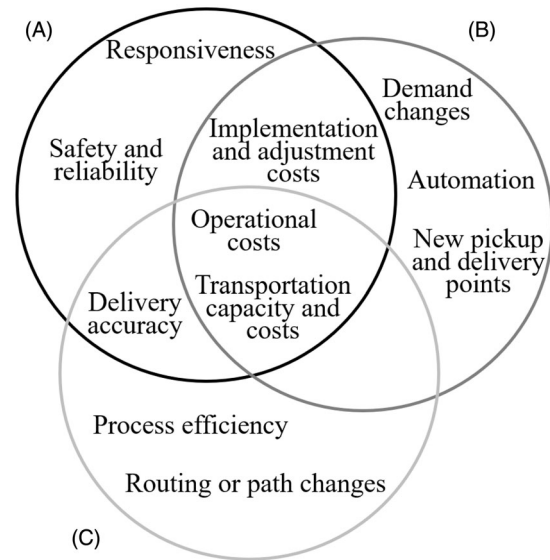 (A)
(B)
Responsiveness
Demand
changes
Implementation
and adjustment
costs
Safety and
reliability
Automation
Operational
costs
New pickup
and delivery
points
Delivery
accuracy
Transportation
capacity and
costs
Process efficiency
Routing or path changes
(C)